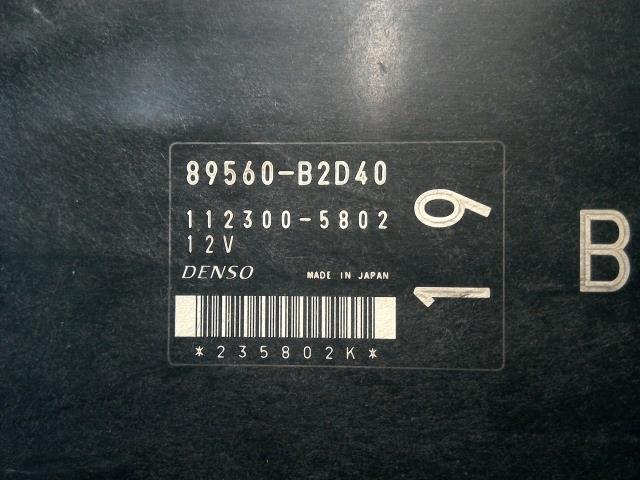 89560-B2D40
112300-5802
12V
DENSO MADE IN JAPAN
*235802K*
19
B